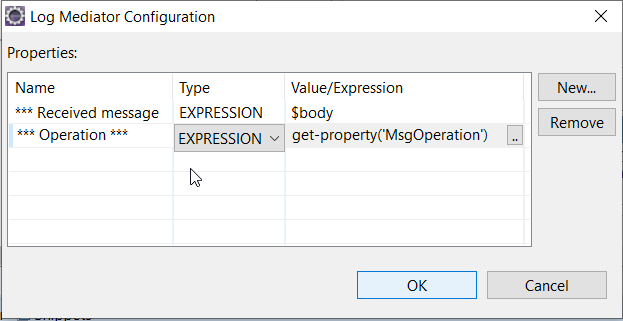 Log Mediator Configuration
Properties:
Name Type Value/Expression
*** Received message EXPRESSION $body
*** Operation *** EXPRESSION get-property('MsgOperation') ..
New...
Remove
OK Cancel
Snippets